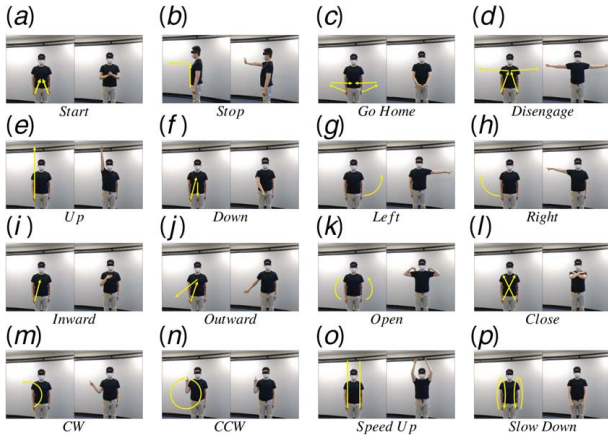 (a) (b) (c) (d)
Start Stop Go Home Disengage
(e) (f) (g) (h)
Up Down Left Right
(i) (j) (k) (l)
Inward Outward Open Close
(m) (n) (o) (p)
CW CCW Speed Up Slow Down